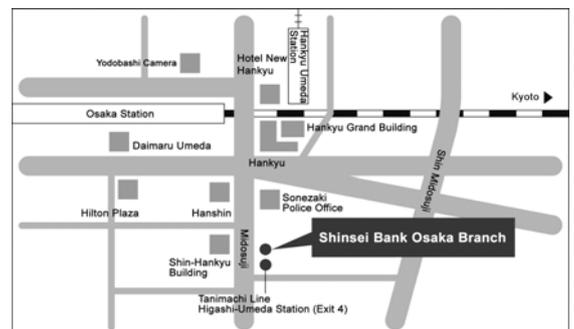 Yodobashi Camera
Hotel New
Hankyu
Hankyu Umeda
Station
Kyoto
Osaka Station
Hankyu Grand Building
Daimaru Umeda
Hankyu
Shin Midosuji
Hilton Plaza
Hanshin
Sonezaki
Police Office
Shinsei Bank Osaka Branch
Midosuji
Shin-Hankyu
Building
Tanimachi Line
Higashi-Umeda Station (Exit 4)